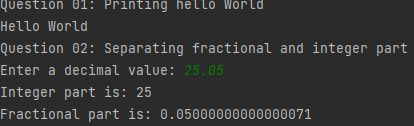 Question 01: Printing hello World
Hello World
Question 02: Separating fractional and integer part
Enter a decimal value: 25.05
Integer part is: 25
Fractional part is: 0.05000000000000071